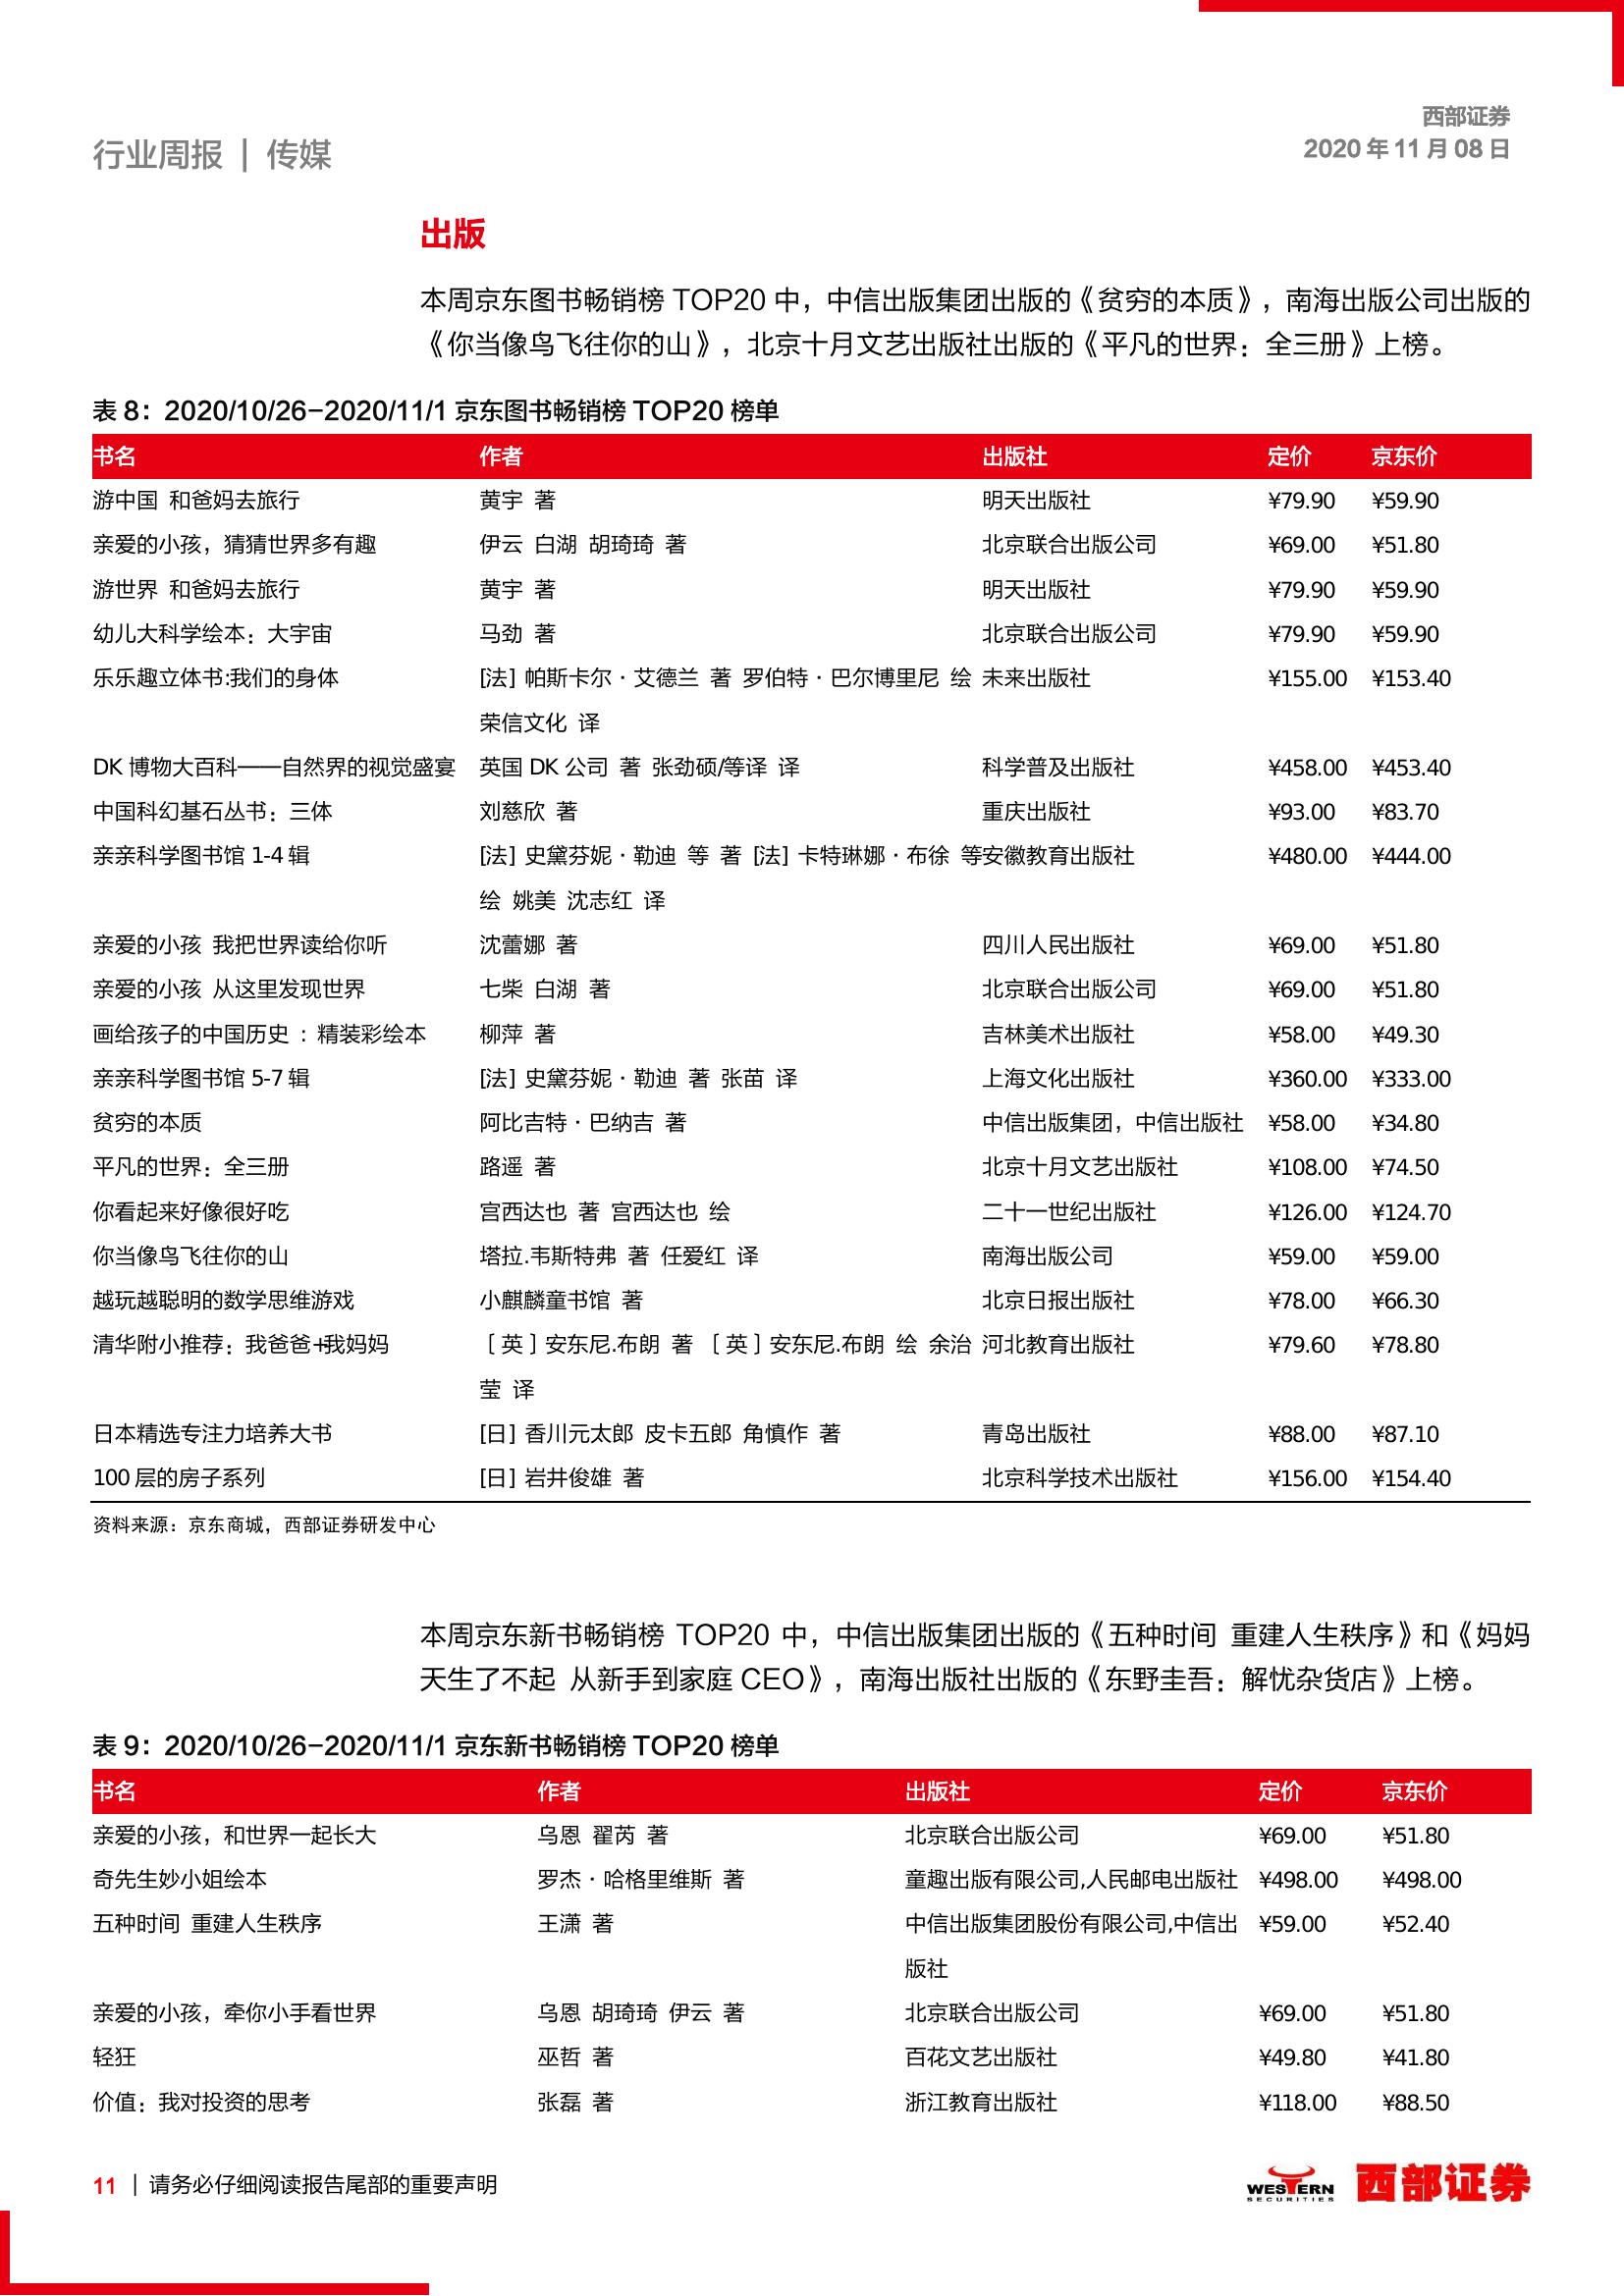 西部证券
行业周报 | 传媒
2020 年 11 月 08 日
出版
本周京东图书畅销榜 TOP20 中，中信出版集团出版的《贫穷的本质》，南海出版公司出版的
《你当像鸟飞往你的山》，北京十月文艺出版社出版的《平凡的世界：全三册》上榜。
表 8：2020/10/26-2020/11/1 京东图书畅销榜 TOP20 榜单
书名 作者 出版社 定价 京东价
游中国 和爸妈去旅行 黄宇 著 明天出版社 ¥79.90 ¥59.90
亲爱的小孩，猜猜世界多有趣 伊云 白湖 胡琦琦 著 北京联合出版公司 ¥69.00 ¥51.80
游世界 和爸妈去旅行 黄宇 著 明天出版社 ¥79.90 ¥59.90
幼儿大科学绘本：大宇宙 马劲 著 北京联合出版公司 ¥79.90 ¥59.90
乐乐趣立体书:我们的身体 [法] 帕斯卡尔·艾德兰 著 罗伯特·巴尔博里尼 绘 未来出版社 ¥155.00 ¥153.40
荣信文化 译
DK 博物大百科——自然界的视觉盛宴 英国 DK 公司 著 张劲硕/等译 译 科学普及出版社 ¥458.00 ¥453.40
中国科幻基石丛书：三体 刘慈欣 著 重庆出版社 ¥93.00 ¥83.70
亲亲科学图书馆 1-4 辑 [法] 史黛芬妮·勒迪 等 著 [法] 卡特琳娜·布徐 等 安徽教育出版社 ¥480.00 ¥444.00
绘 姚美 沈志红 译
亲爱的小孩 我把世界读给你听 沈蕾娜 著 四川人民出版社 ¥69.00 ¥51.80
亲爱的小孩 从这里发现世界 七柴 白湖 著 北京联合出版公司 ¥69.00 ¥51.80
画给孩子的中国历史 : 精装彩绘本 柳萍 著 吉林美术出版社 ¥58.00 ¥49.30
亲亲科学图书馆 5-7 辑 [法] 史黛芬妮·勒迪 著 张苗 译 上海文化出版社 ¥360.00 ¥333.00
贫穷的本质 阿比吉特·巴纳吉 著 中信出版集团，中信出版社 ¥58.00 ¥34.80
平凡的世界：全三册 路遥 著 北京十月文艺出版社 ¥108.00 ¥74.50
你看起来好像很好吃 宫西达也 著 宫西达也 绘 二十一世纪出版社 ¥126.00 ¥124.70
你当像鸟飞往你的山 塔拉.韦斯特弗 著 任爱红 译 南海出版公司 ¥59.00 ¥59.00
越玩越聪明的数学思维游戏 小麒麟童书馆 著 北京日报出版社 ¥78.00 ¥66.30
清华附小推荐：我爸爸+我妈妈 ［英］安东尼.布朗 著 ［英］安东尼.布朗 绘 余治 河北教育出版社 ¥79.60 ¥78.80
莹 译
日本精选专注力培养大书 [日] 香川元太郎 皮卡五郎 角慎作 著 青岛出版社 ¥88.00 ¥87.10
100 层的房子系列 [日] 岩井俊雄 著 北京科学技术出版社 ¥156.00 ¥154.40
资料来源：京东商城，西部证券研发中心
本周京东新书畅销榜 TOP20 中，中信出版集团出版的《五种时间 重建人生秩序》和《妈妈
天生了不起 从新手到家庭 CEO》，南海出版社出版的《东野圭吾：解忧杂货店》上榜。
表 9：2020/10/26-2020/11/1 京东新书畅销榜 TOP20 榜单
书名 作者 出版社 定价 京东价
亲爱的小孩，和世界一起长大 乌恩 翟芮 著 北京联合出版公司 ¥69.00 ¥51.80
奇先生妙小姐绘本 罗杰·哈格里维斯 著 童趣出版有限公司,人民邮电出版社 ¥498.00 ¥498.00
五种时间 重建人生秩序 王潇 著 中信出版集团股份有限公司,中信出 ¥59.00 ¥52.40
版社
亲爱的小孩，牵你小手看世界 乌恩 胡琦琦 伊云 著 北京联合出版公司 ¥69.00 ¥51.80
轻狂 巫哲 著 百花文艺出版社 ¥49.80 ¥41.80
价值：我对投资的思考 张磊 著 浙江教育出版社 ¥118.00 ¥88.50
11 | 请务必仔细阅读报告尾部的重要声明
WESTERN
SECURITIES
西部证券